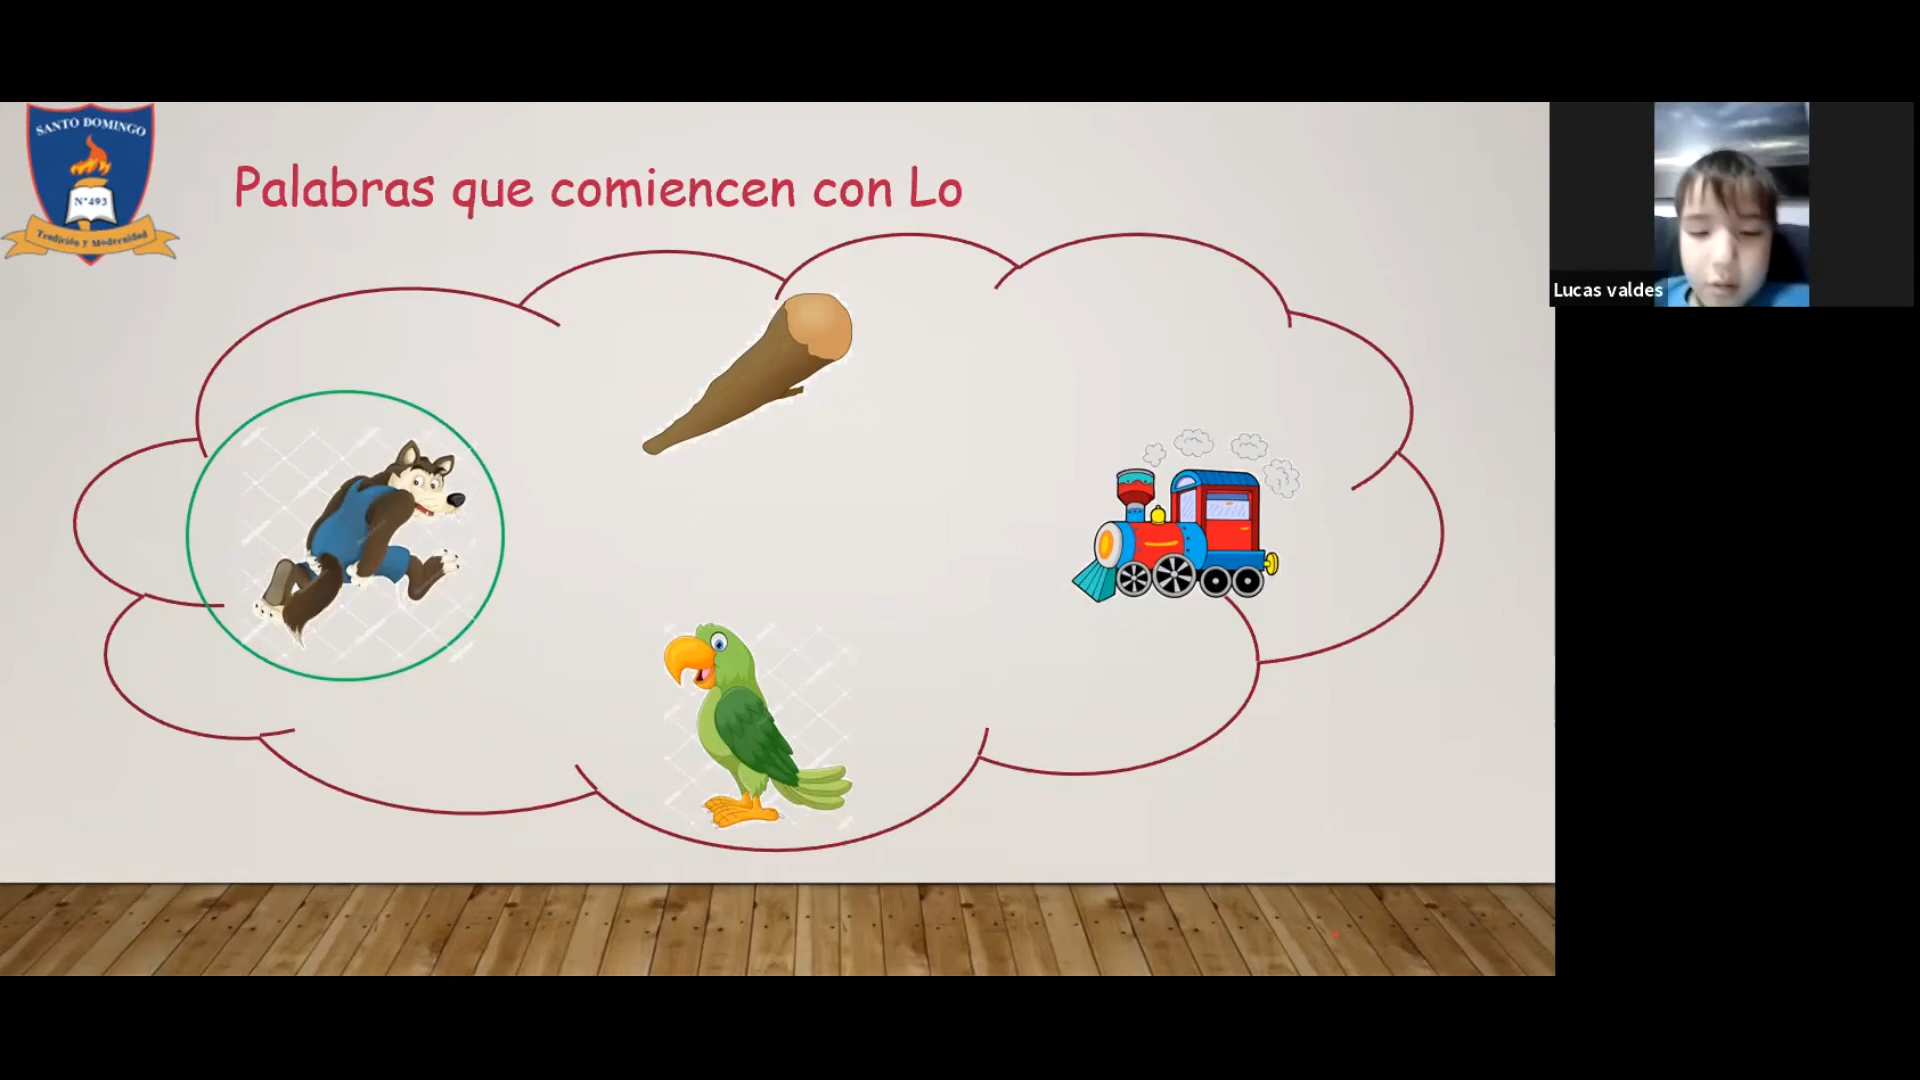 SANTO DOMINGO
N°493
Tradición y Modernidad
Palabras que comiencen con Lo
Lucas valdes